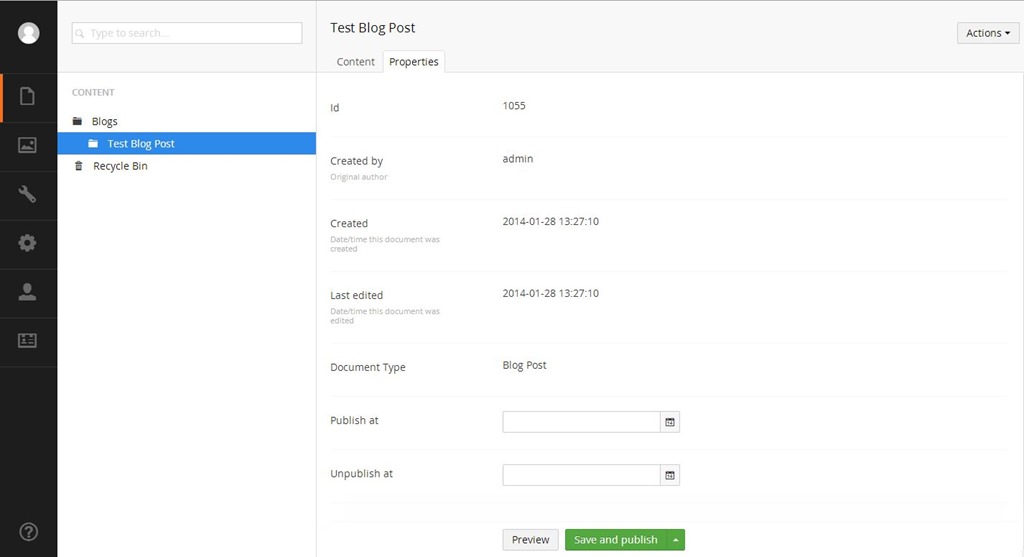 Type to search...
CONTENT
Blogs
Test Blog Post
Recycle Bin
Test Blog Post
Actions
Content
Properties
Id
1055
Created by
admin
Original author
Created
2014-01-28 13:27:10
Date/time this document was
created
Last edited
2014-01-28 13:27:10
Date/time this document was
edited
Document Type
Blog Post
Publish at
Unpublish at
Preview
Save and publish